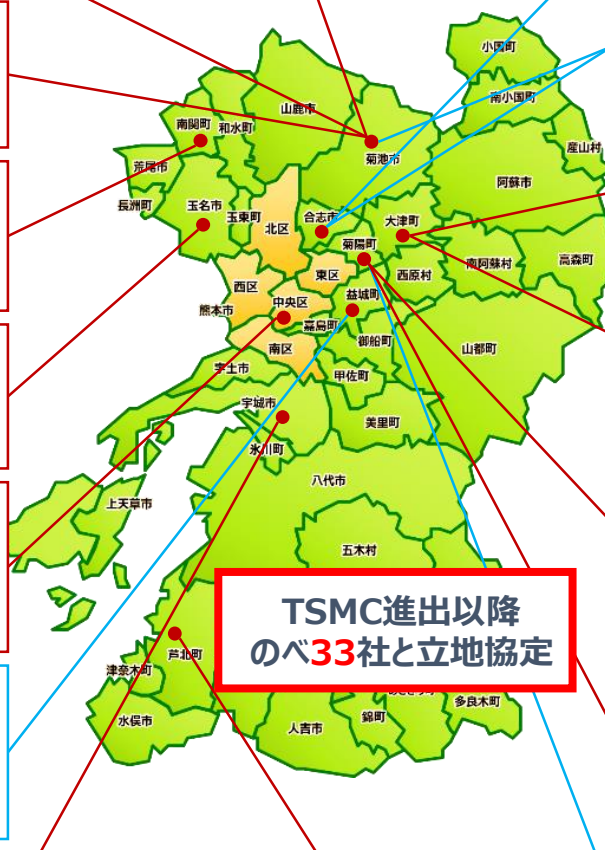 小国町
南小国町
山鹿市
南関町
和水町
菊池市
産山村
荒尾市
阿蘇市
長洲町
玉名市
玉東町
北区
合志市
大津町
菊陽町
高森町
南阿蘇村
西原村
東区
西区
中央区
益城町
熊本市
嘉島町
御船町
南区
山都町
宇土市
甲佐町
宇城市
美里町
氷川町
八代市
上天草市
五木村
TSMC進出以降
のべ33社と立地協定
芦北町
津奈木町
多良木町
錦町
水俣市
人吉市